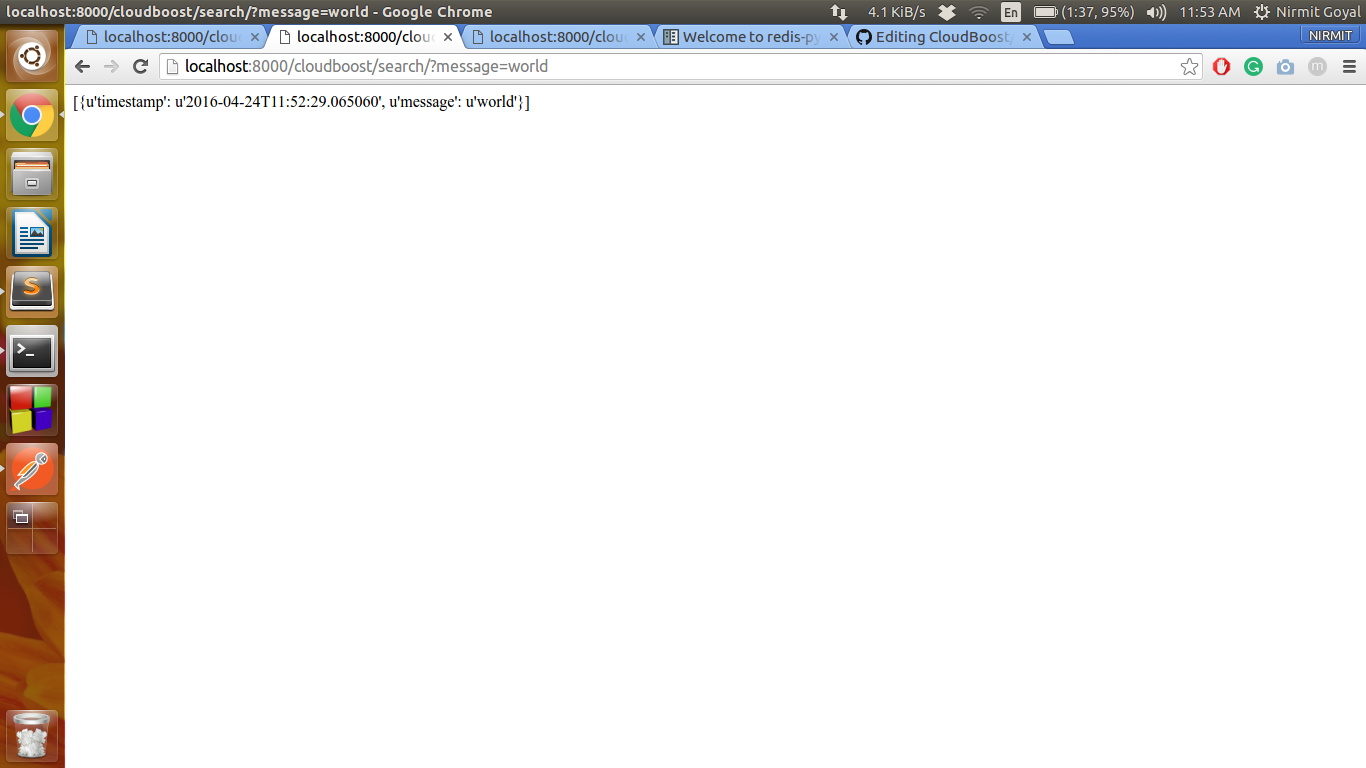 localhost:8000/cloudboost/search/?message=world - Google Chrome
4.1 KiB/s
En
(1:37, 95%)
11:53 AM
Nirmit Goyal
localhost:8000/clou
localhost:8000/clou
localhost:8000/clou
Welcome to redis-py
Editing CloudBoost/
NIRMIT
localhost:8000/cloudboost/search/?message=world
m
[{u'timestamp': u'2016-04-24T11:52:29.065060', u'message': u'world'}]
S
>_